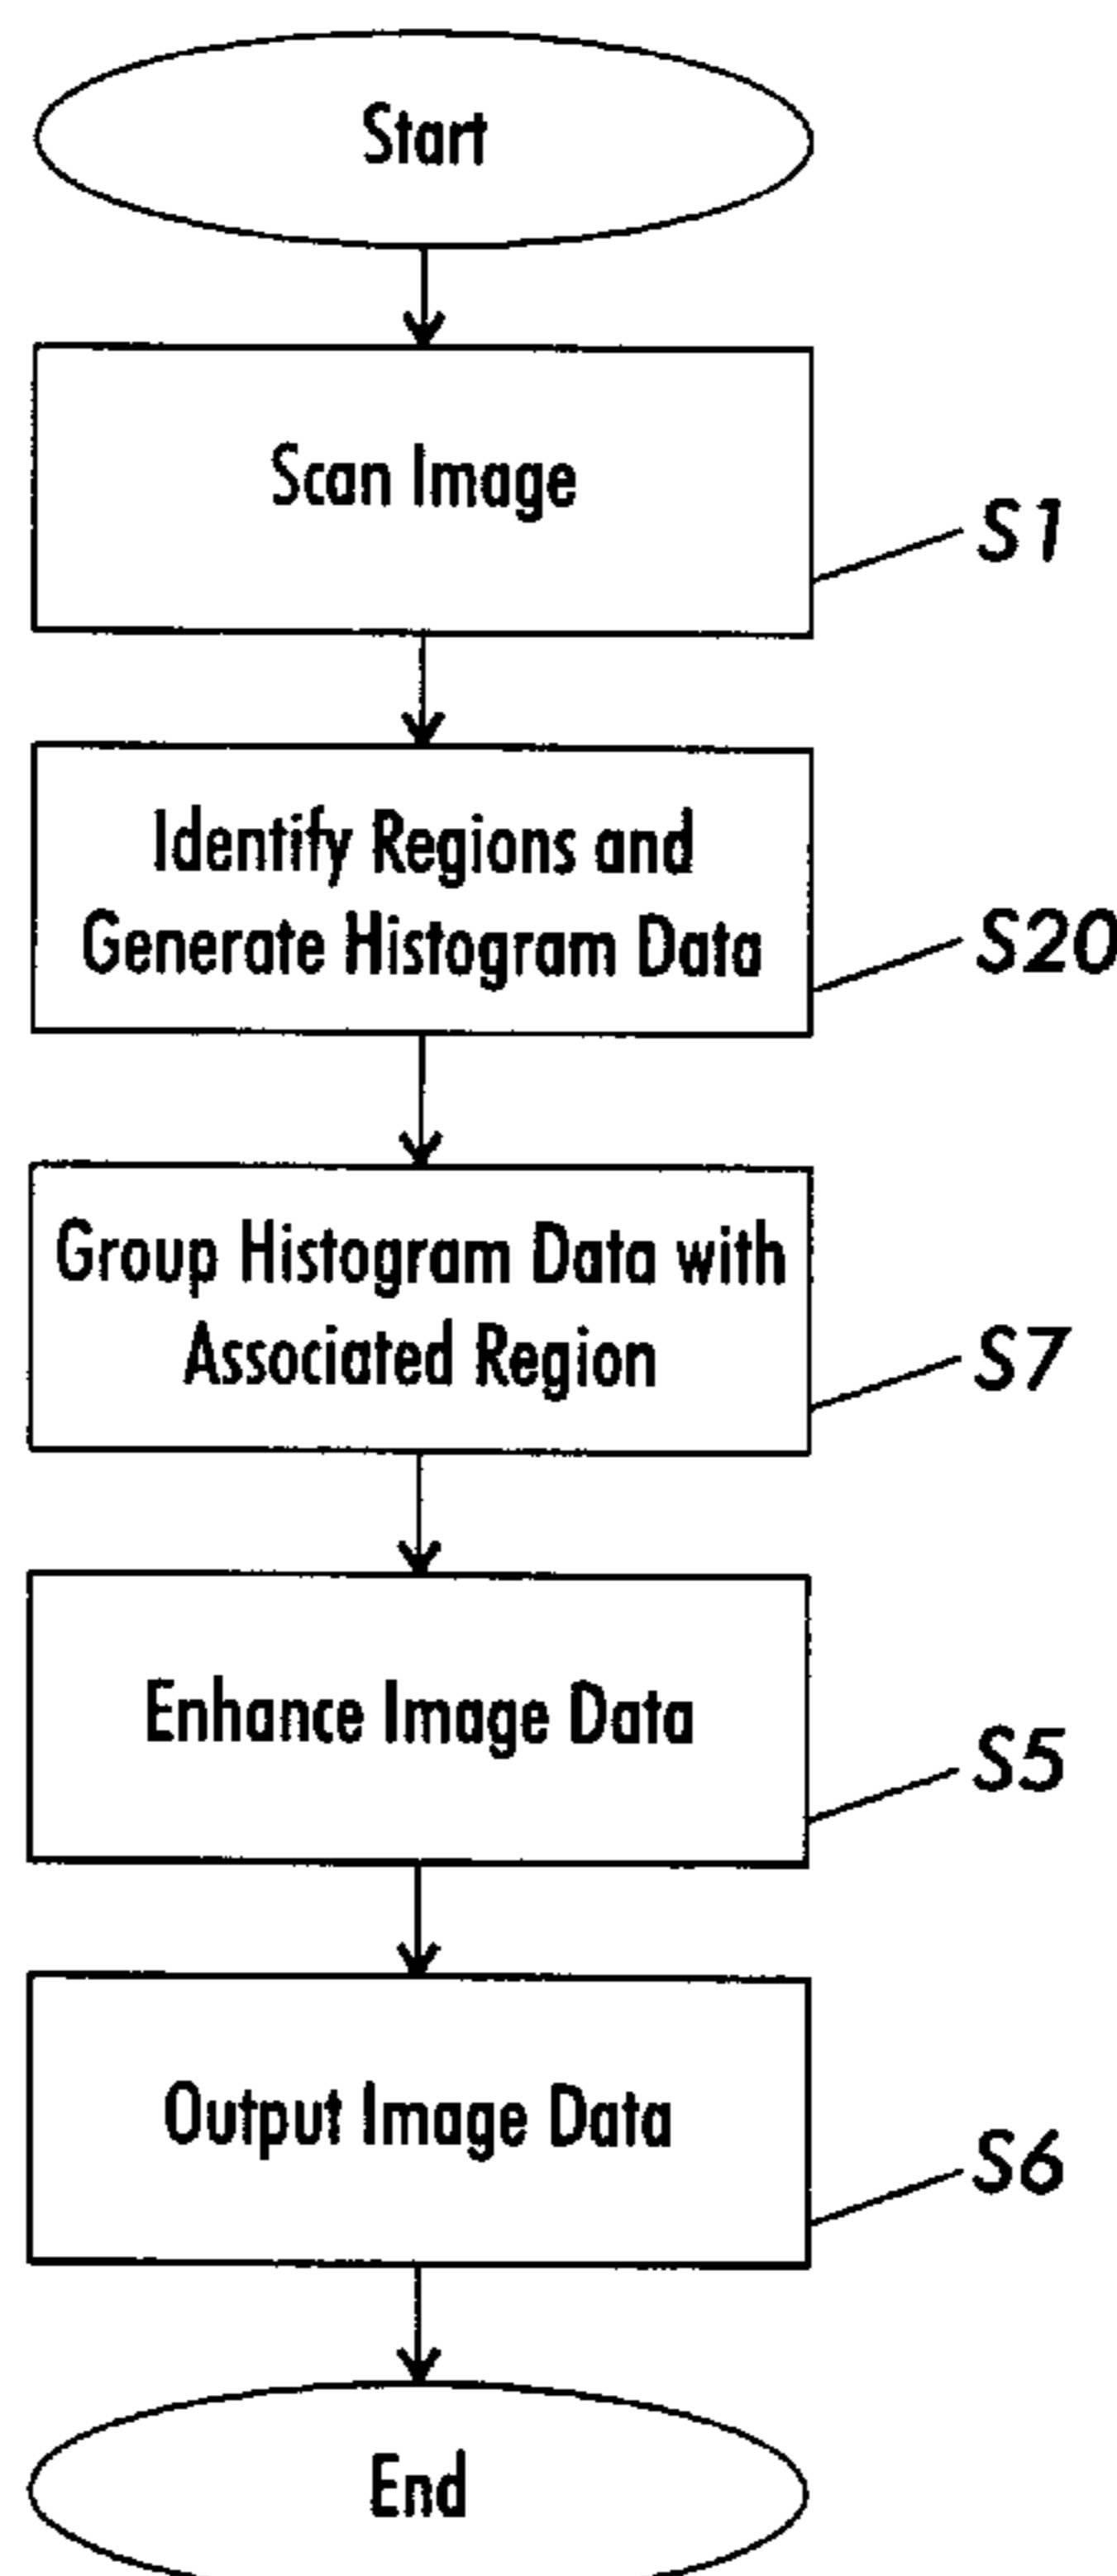 Start
Scan Image
S1
Identify Regions and
Generate Histogram Data
S20
Group Histogram Data with
Associated Region
S7
Enhance Image Data
S5
Output Image Data
S6
End